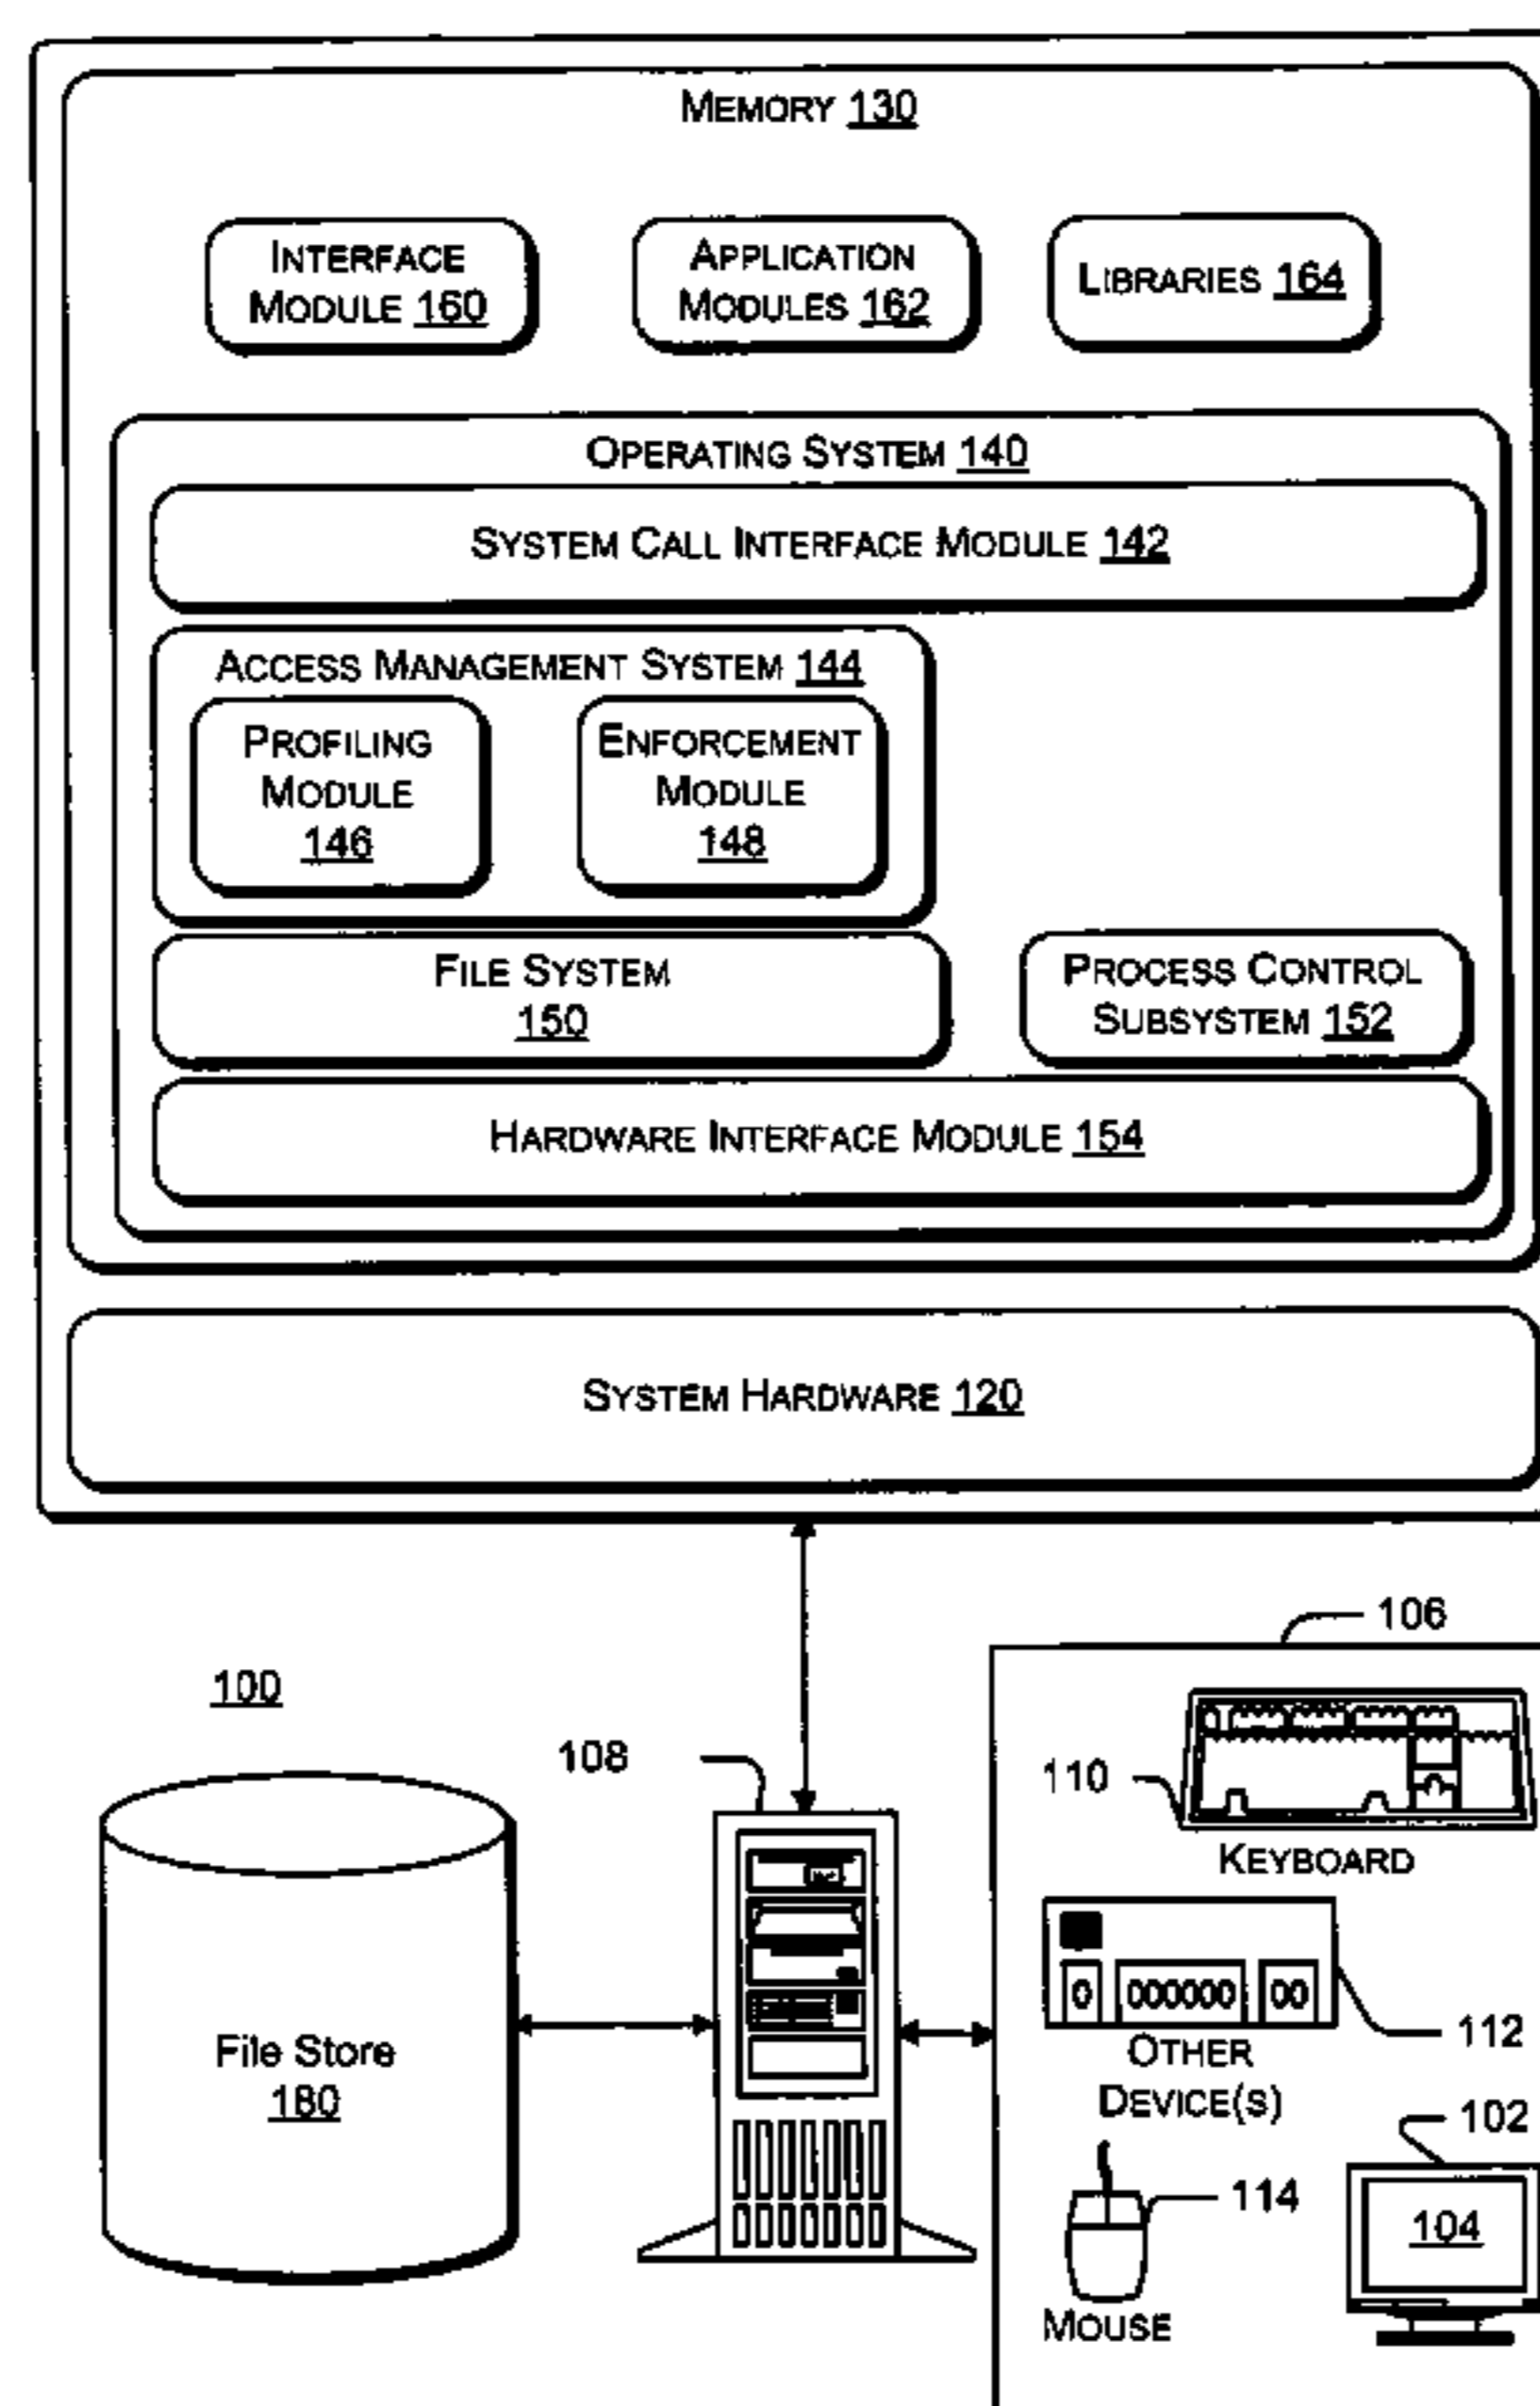 MEMORY 130
INTERFACE
MODULE 160
APPLICATION
MODULES 162
LIBRARIES 164
OPERATING SYSTEM 140
SYSTEM CALL INTERFACE MODULE 142
ACCESS MANAGEMENT SYSTEM 144
PROFILING
MODULE
146
ENFORCEMENT
MODULE
148
FILE SYSTEM
150
PROCESS CONTROL
SUBSYSTEM 152
HARDWARE INTERFACE MODULE 154
SYSTEM HARDWARE 120
106
100
108
110
KEYBOARD
0 000000 00
112
OTHER
DEVICE(S)
File Store
180
102
114
104
MOUSE